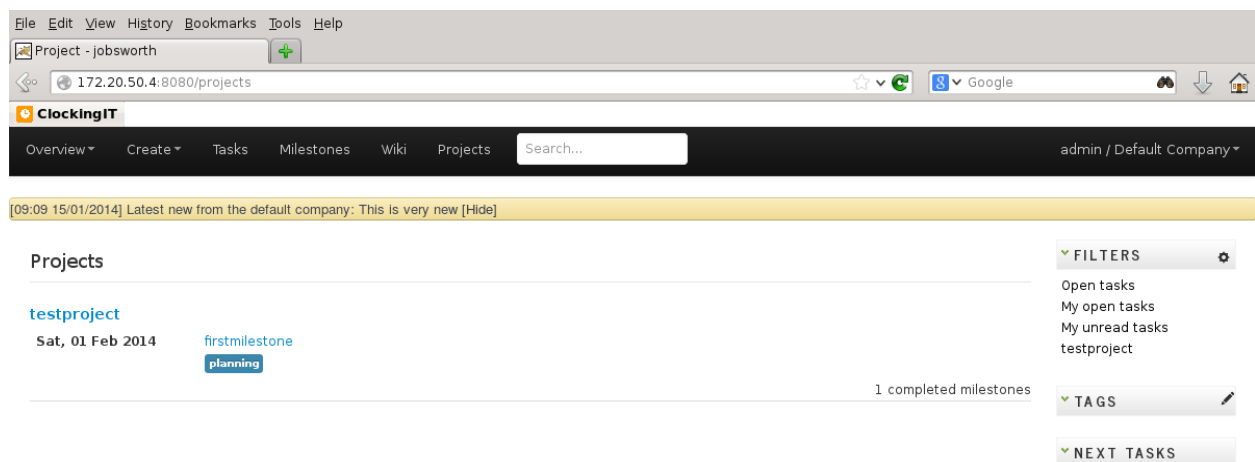 File Edit View History Bookmarks Tools Help
Project - jobsworth
172.20.50.4:8080/projects
Google
ClockingIT
Overview Create Tasks Milestones Wiki Projects Search... admin / Default Company
[09:09 15/01/2014] Latest new from the default company: This is very new [Hide]
Projects
testproject
Sat, 01 Feb 2014 firstmilestone
planning
1 completed milestones
FILTERS
Open tasks
My open tasks
My unread tasks
testproject
TAGS
NEXT TASKS